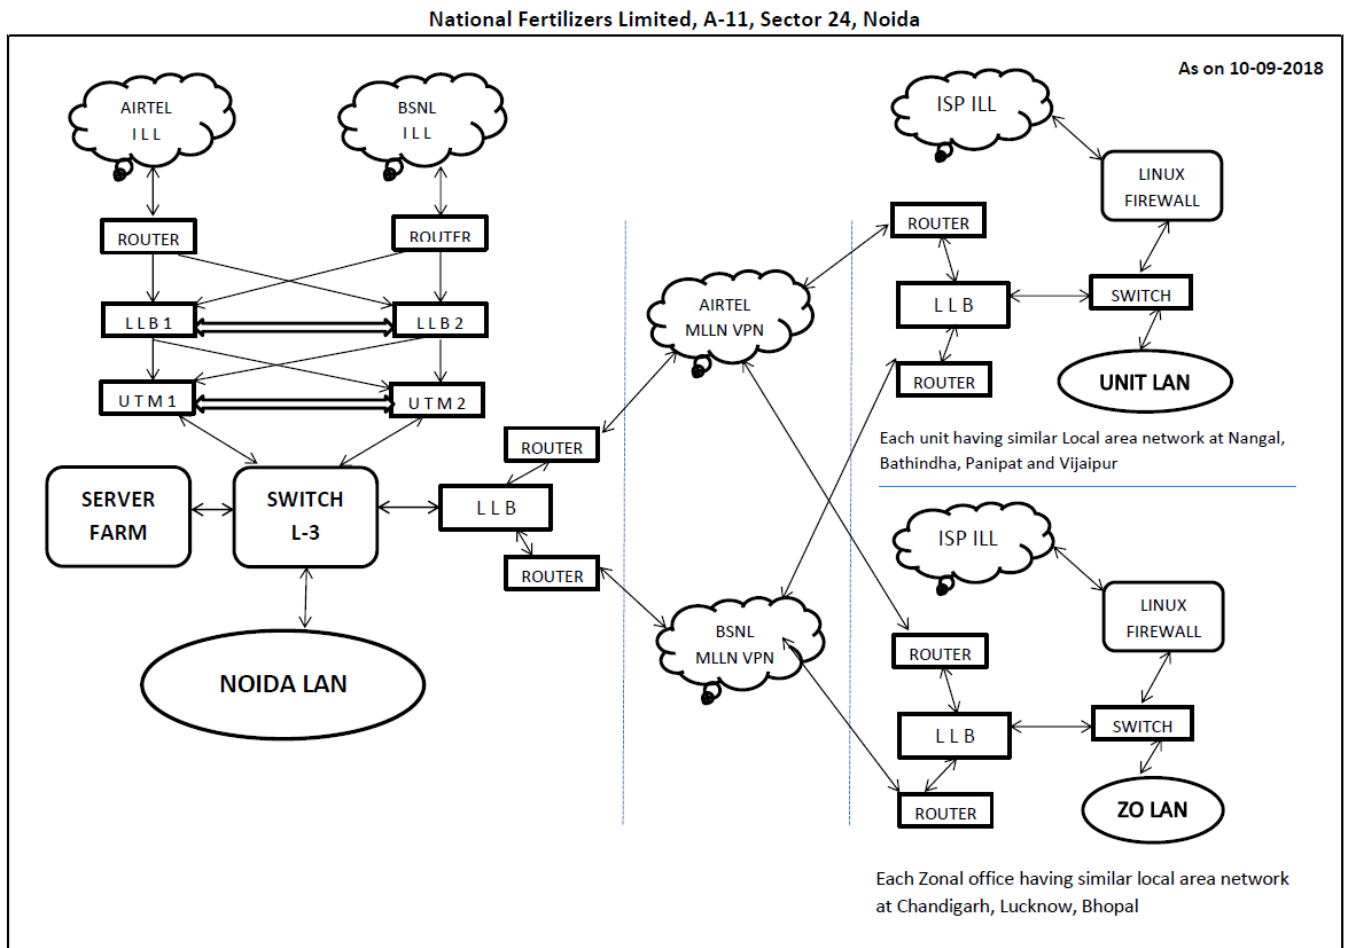 National Fertilizers Limited, A-11, Sector 24, Noida
As on 10-09-2018
AIRTEL
I L L
BSNL
I L L
ROUTER
ROUTER
L L B 1
L L B 2
U T M 1
U T M 2
SERVER
FARM
SWITCH
L-3
NOIDA LAN
L L B
ROUTER
ROUTER
AIRTEL
MLLN VPN
BSNL
MLLN VPN
ISP ILL
LINUX
FIREWALL
ROUTER
L L B
SWITCH
ROUTER
UNIT LAN
Each unit having similar Local area network at Nangal,
Bathindha, Panipat and Vijaipur
ISP ILL
LINUX
FIREWALL
ROUTER
L L B
SWITCH
ROUTER
ZO LAN
Each Zonal office having similar local area network
at Chandigarh, Lucknow, Bhopal